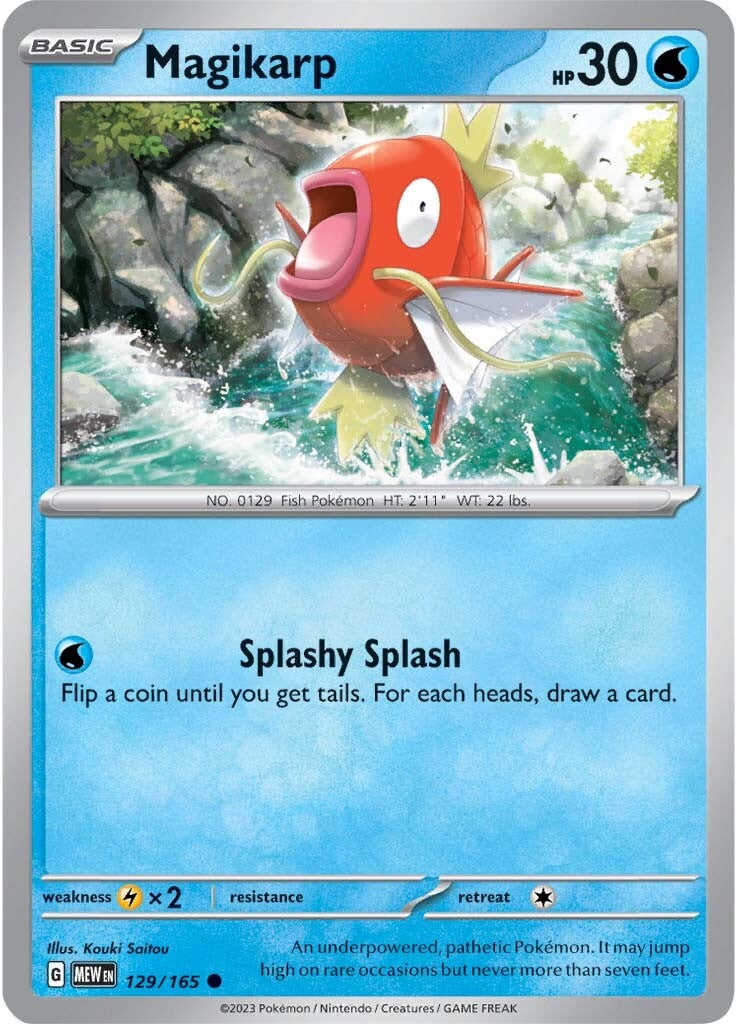 BASIC
Magikarp
HP 30
NO. 0129 Fish Pokémon HT: 2'11" WT: 22 lbs.
Splashy Splash
Flip a coin until you get tails. For each heads, draw a card.
weakness ×2 resistance retreat
Illus. Kouki Saitou
An underpowered, pathetic Pokémon. It may jump
high on rare occasions but never more than seven feet.
G MEW EN 129/165
©2023 Pokémon / Nintendo / Creatures / GAME FREAK